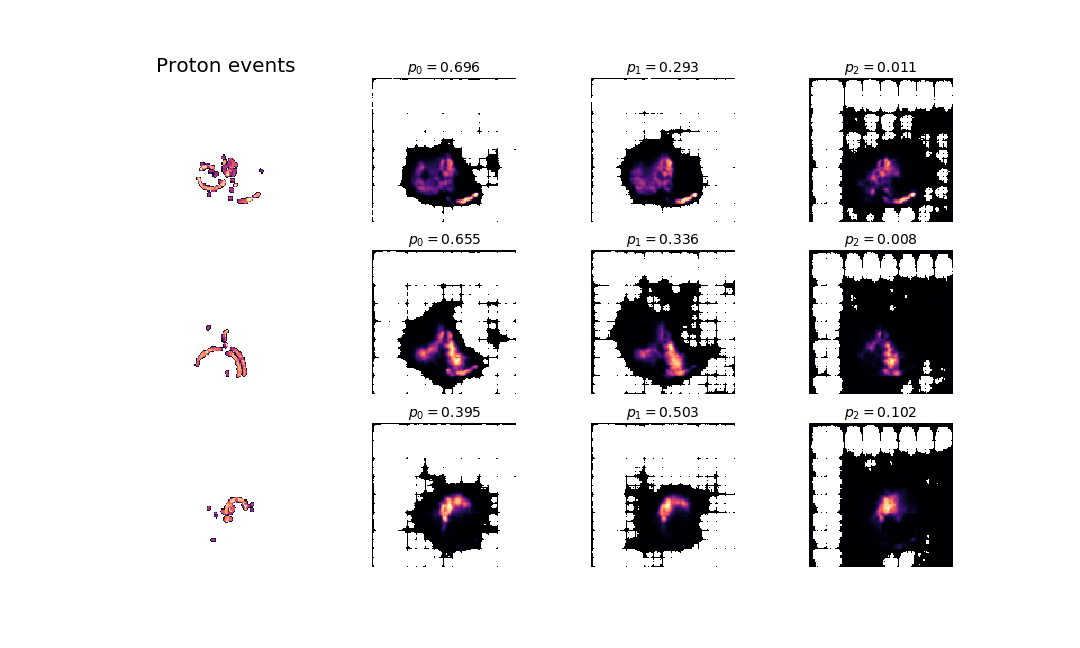 Proton events
p₀ = 0.696
p₁ = 0.293
p₂ = 0.011
p₀ = 0.655
p₁ = 0.336
p₂ = 0.008
p₀ = 0.395
p₁ = 0.503
p₂ = 0.102